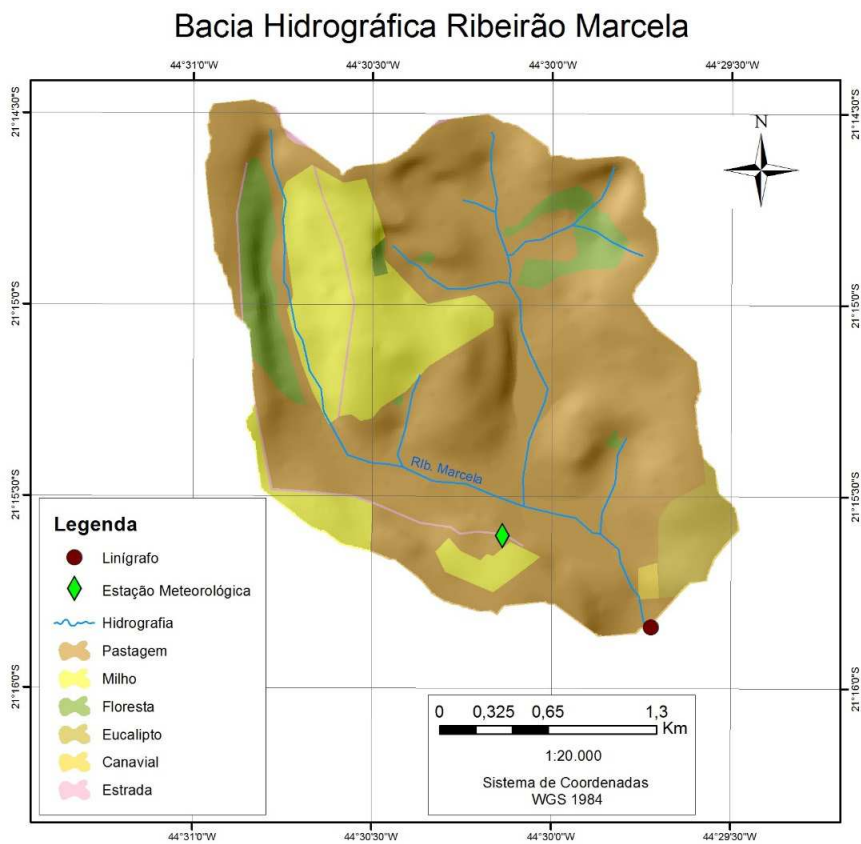 Bacia Hidrográfica Ribeirão Marcela
44°31'0"W 44°30'30"W 44°30'0"W 44°29'30"W
21°14'30"S 21°14'30"S
N
21°15'0"S 21°15'0"S
Rib. Marcela
21°15'30"S 21°15'30"S
Legenda
Linígrafo
Estação Meteorológica
Hidrografia
Pastagem
Milho
Floresta
Eucalipto
Canavial
Estrada
21°16'0"S 21°16'0"S
0 0,325 0,65 1,3
Km
1:20.000
Sistema de Coordenadas
WGS 1984
44°31'0"W 44°30'30"W 44°30'0"W 44°29'30"W